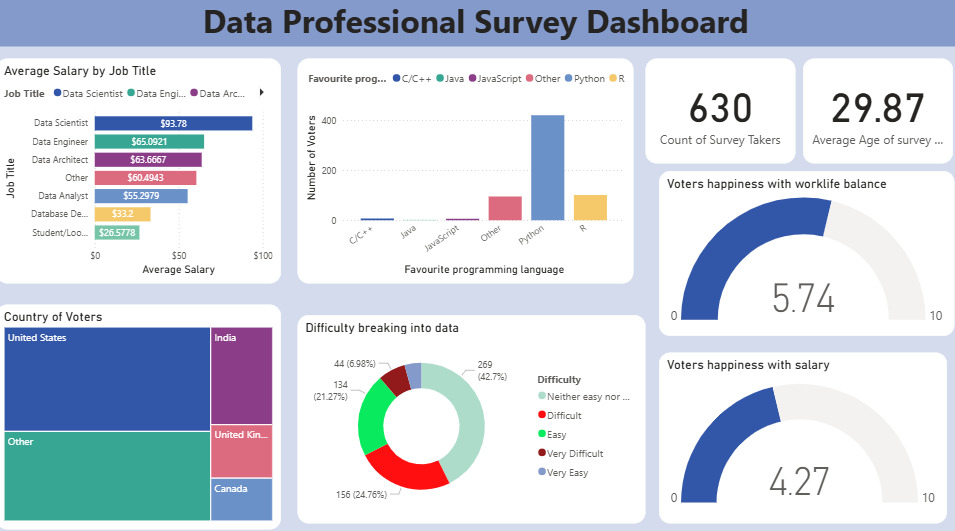 Data Professional Survey Dashboard
Average Salary by Job Title
Job Title Data Scientist Data Engi... Data Arc...
Job Title
Data Scientist $93.78
Data Engineer $65.0921
Data Architect $63.6667
Other $60.4943
Data Analyst $55.2979
Database De... $33.2
Student/Loo... $26.5778
$0 $50 $100
Average Salary
Favourite prog... C/C++ Java JavaScript Other Python R
Number of Voters
400
200
0
C/C++ Java JavaScript Other Python R
Favourite programming language
630
Count of Survey Takers
29.87
Average Age of survey ...
Voters happiness with worklife balance
5.74
0 10
Country of Voters
United States
India
Other
United Kin...
Canada
Difficulty breaking into data
44 (6.98%)
269
(42.7%)
134
(21.27%)
156 (24.76%)
Difficulty
Neither easy nor ...
Difficult
Easy
Very Difficult
Very Easy
Voters happiness with salary
4.27
0 10